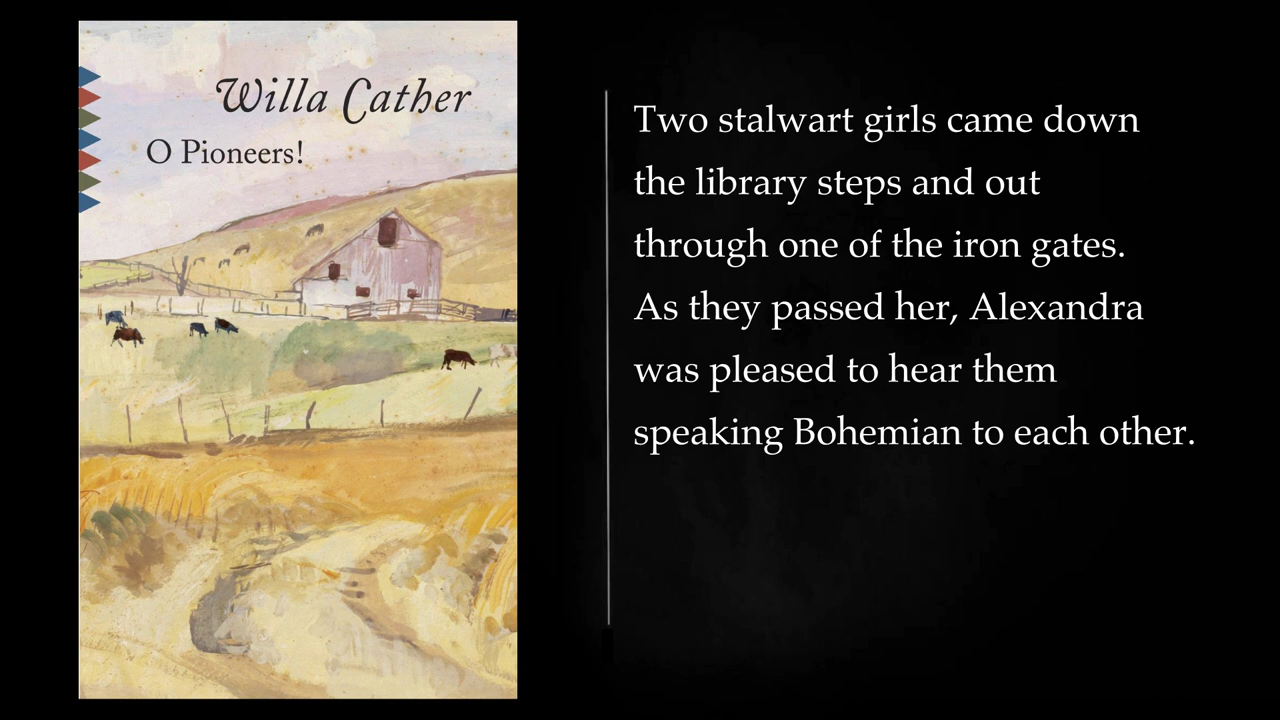 Willa Cather
O Pioneers!
Two stalwart girls came down
the library steps and out
through one of the iron gates.
As they passed her, Alexandra
was pleased to hear them
speaking Bohemian to each other.